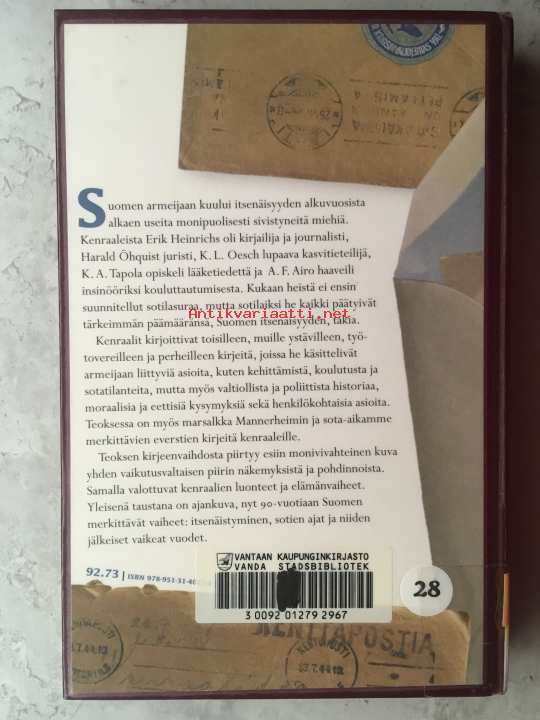 Suomen armeijaan kuului itsenäisyyden alkuvuosista
alkaen useita monipuolisesti sivistyneitä miehiä.
Kenraaleista Erik Heinrichs oli kirjailija ja journalisti,
Harald Öhquist juristi, K. L. Oesch lupaava kasvitieteilijä,
K. A. Tapola opiskeli lääketiedettä ja A. F. Airo haaveili
insinööriksi kouluttautumisesta. Kukaan heistä ei ensin
suunnitellut sotilasuraa, mutta sotilaiksi he kaikki päätyivät
Antikvariaatti.net
tärkeimmän päämääränsä, Suomen itsenäisyyden, takia.
Kenraalit kirjoittivat toisilleen, muille ystävilleen, työ-
tovereilleen ja perheilleen kirjeitä, joissa he käsittelivät
armeijaan liittyviä asioita, kuten kehittämistä, koulutusta ja
sotatilanteita, mutta myös valtiollista ja poliittista historiaa,
moraalisia ja eettisiä kysymyksiä sekä henkilökohtaisia asioita.
Teoksessa on myös marsalkka Mannerheimin ja sota-aikamme
merkittävien everstien kirjeitä kenraaleille.
Teoksen kirjeenvaihdosta piirtyy esiin monivivahteinen kuva
yhden vaikutusvaltaisen piirin näkemyksistä ja pohdinnoista.
Samalla valottuvat kenraalien luonteet ja elämänvaiheet.
Yleisenä taustana on ajankuva, nyt 90-vuotiaan Suomen
merkittävät vaiheet: itsenäistyminen, sotien ajat ja niiden
jälkeiset vaikeat vuodet.
92.73 | ISBN 978-951-31-40
VANTAAN KAUPUNGINKIRJASTO
VANDA STADSBIBLIOTEK
3 0092 01279 2967
28
KENTTÄPOSTIA